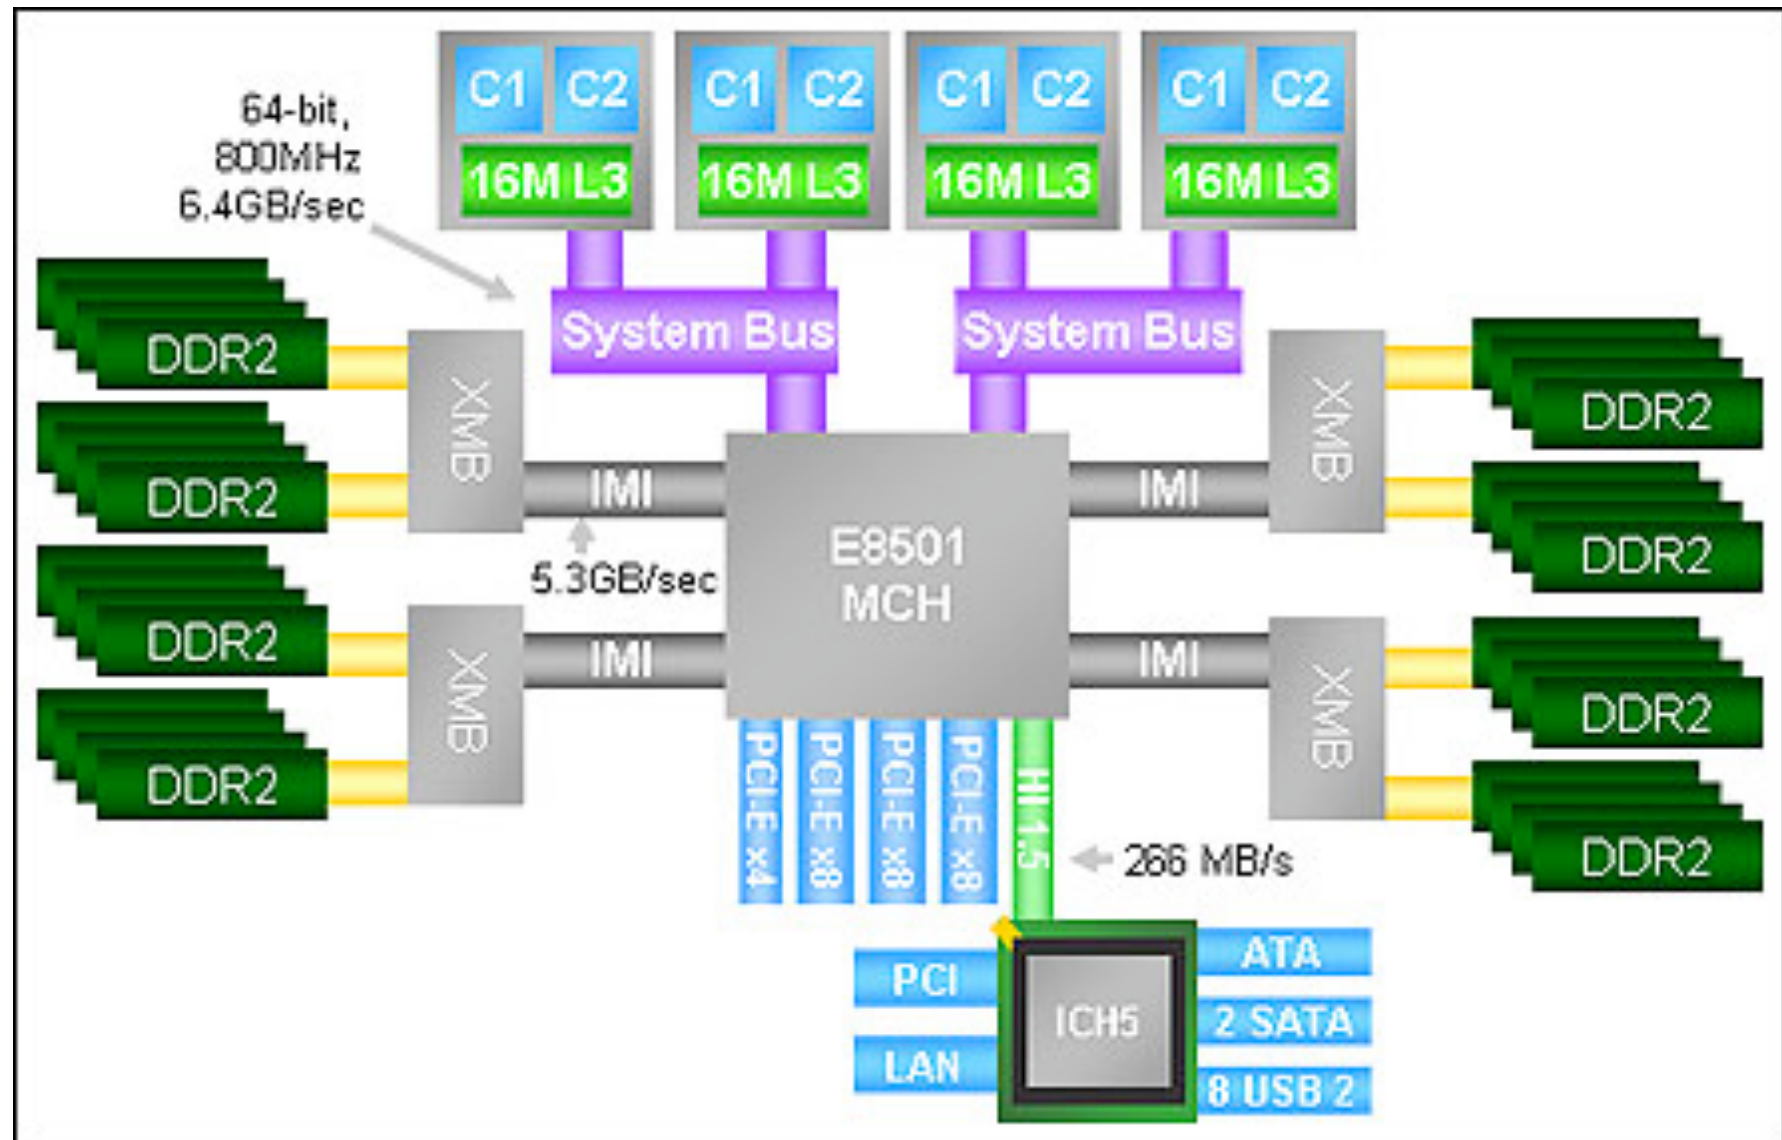 C1 C2
C1 C2
C1 C2
C1 C2
16M L3
16M L3
16M L3
16M L3
64-bit,
800MHz
6.4GB/sec
System Bus
System Bus
DDR2
DDR2
DDR2
DDR2
XMB
XMB
IMI
5.3GB/sec
IMI
E8501
MCH
IMI
IMI
XMB
XMB
DDR2
DDR2
DDR2
DDR2
PCI-E x4
PCI-E x8
PCI-E x8
PCI-E x8
HI 1.5
266 MB/s
PCI
LAN
ICH5
ATA
2 SATA
8 USB 2